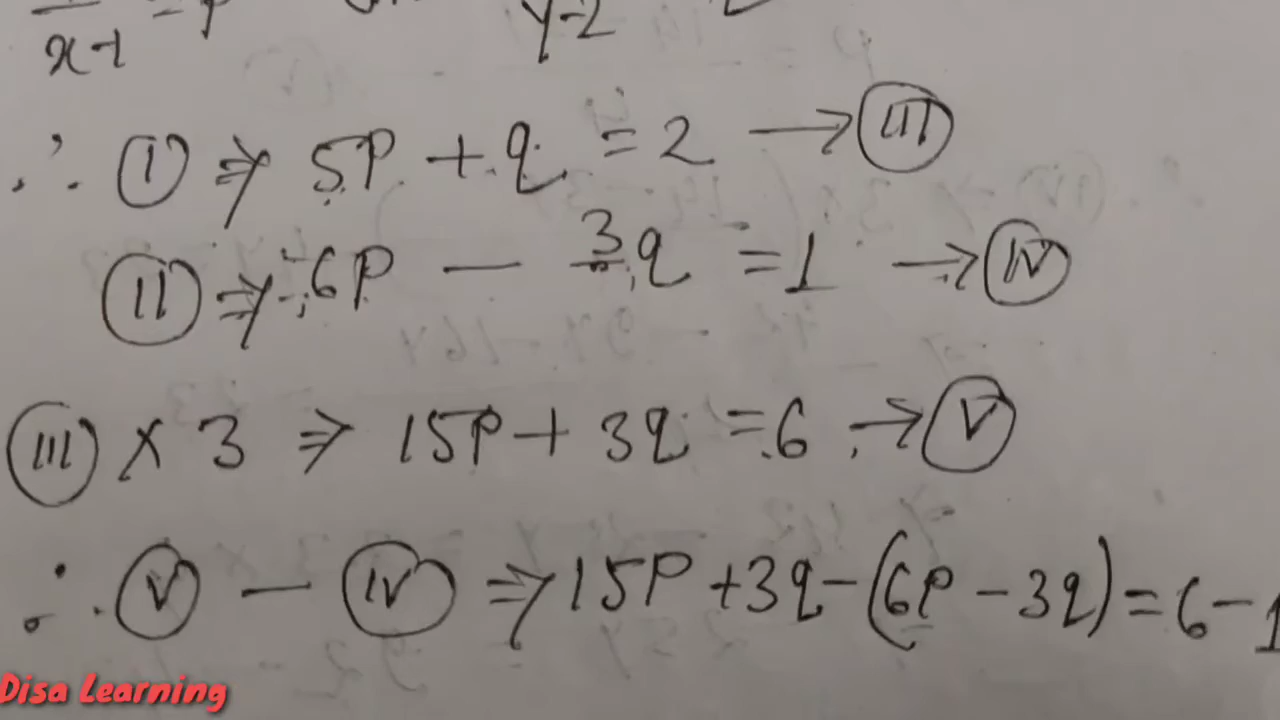 x-1 = P y-2
∴ (I) ⇒ 5P + q = 2 → (III)
(II) ⇒ 6P - 3q = 1 → (IV)
(III) × 3 ⇒ 15P + 3q = 6 → (V)
∴ (V) - (IV) ⇒ 15P + 3q - (6P - 3q) = 6 - 1
Disa Learning